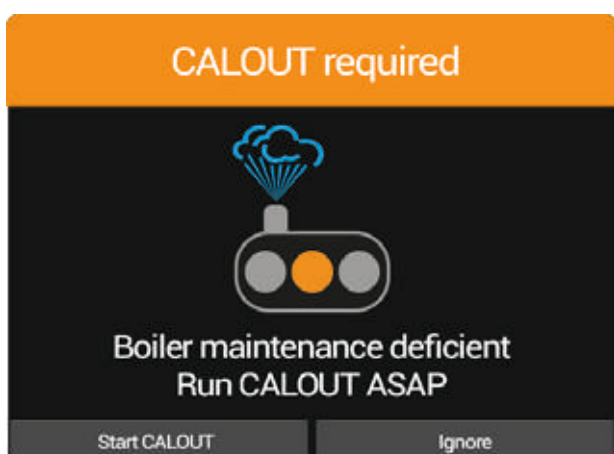 CALOUT required
Boiler maintenance deficient
Run CALOUT ASAP
Start CALOUT
Ignore